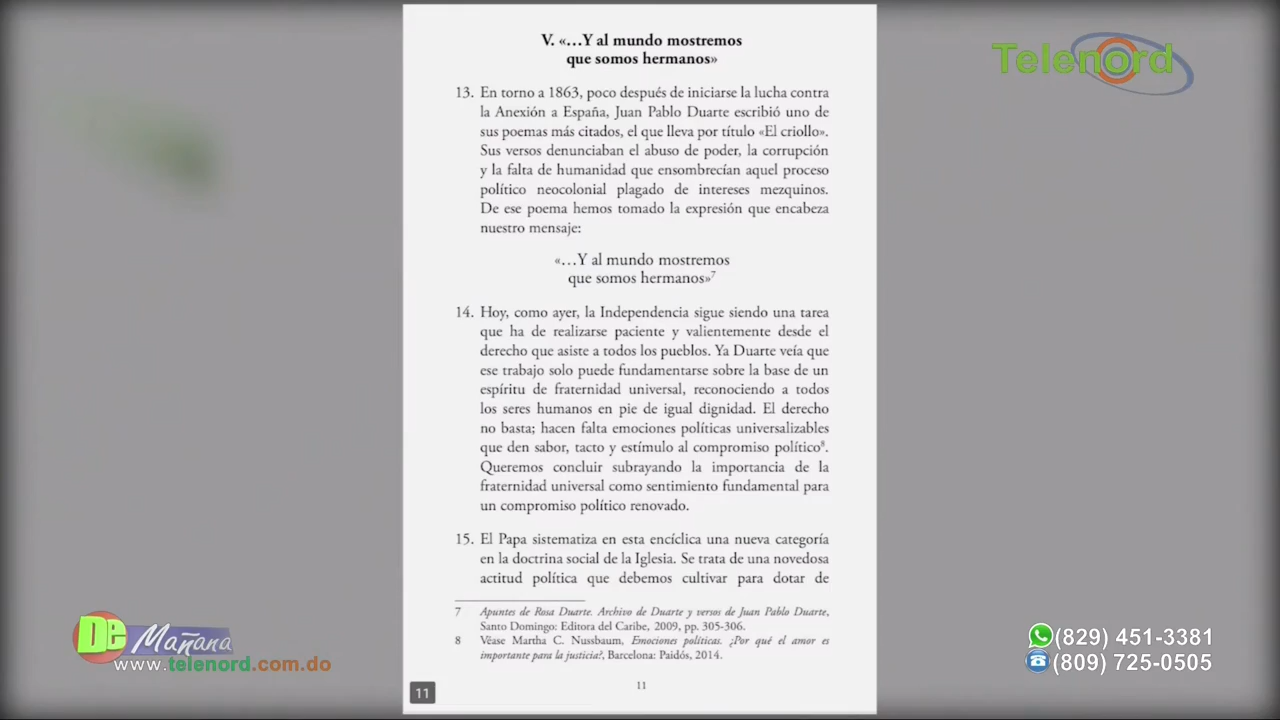 V. «…Y al mundo mostremos
que somos hermanos»
13. En torno a 1863, poco después de iniciarse la lucha contra
la Anexión a España, Juan Pablo Duarte escribió uno de
sus poemas más citados, el que lleva por título «El criollo».
Sus versos denunciaban el abuso de poder, la corrupción
y la falta de humanidad que ensombrecían aquel proceso
político neocolonial plagado de intereses mezquinos.
De ese poema hemos tomado la expresión que encabeza
nuestro mensaje:
«…Y al mundo mostremos
que somos hermanos»7
14. Hoy, como ayer, la Independencia sigue siendo una tarea
que ha de realizarse paciente y valientemente desde el
derecho que asiste a todos los pueblos. Ya Duarte veía que
ese trabajo solo puede fundamentarse sobre la base de un
espíritu de fraternidad universal, reconociendo a todos
los seres humanos en pie de igual dignidad. El derecho
no basta; hacen falta emociones políticas universalizables
que den sabor, tacto y estímulo al compromiso político8.
Queremos concluir subrayando la importancia de la
fraternidad universal como sentimiento fundamental para
un compromiso político renovado.
15. El Papa sistematiza en esta encíclica una nueva categoría
en la doctrina social de la Iglesia. Se trata de una novedosa
actitud política que debemos cultivar para dotar de
7 Apuntes de Rosa Duarte. Archivo de Duarte y versos de Juan Pablo Duarte,
Santo Domingo: Editora del Caribe, 2009, pp. 305-306.
8 Véase Martha C. Nussbaum, Emociones políticas. ¿Por qué el amor es
importante para la justicia?, Barcelona: Paidós, 2014.
11
11
Telenord
De Mañana
www.telenord.com.do
(829) 451-3381
(809) 725-0505